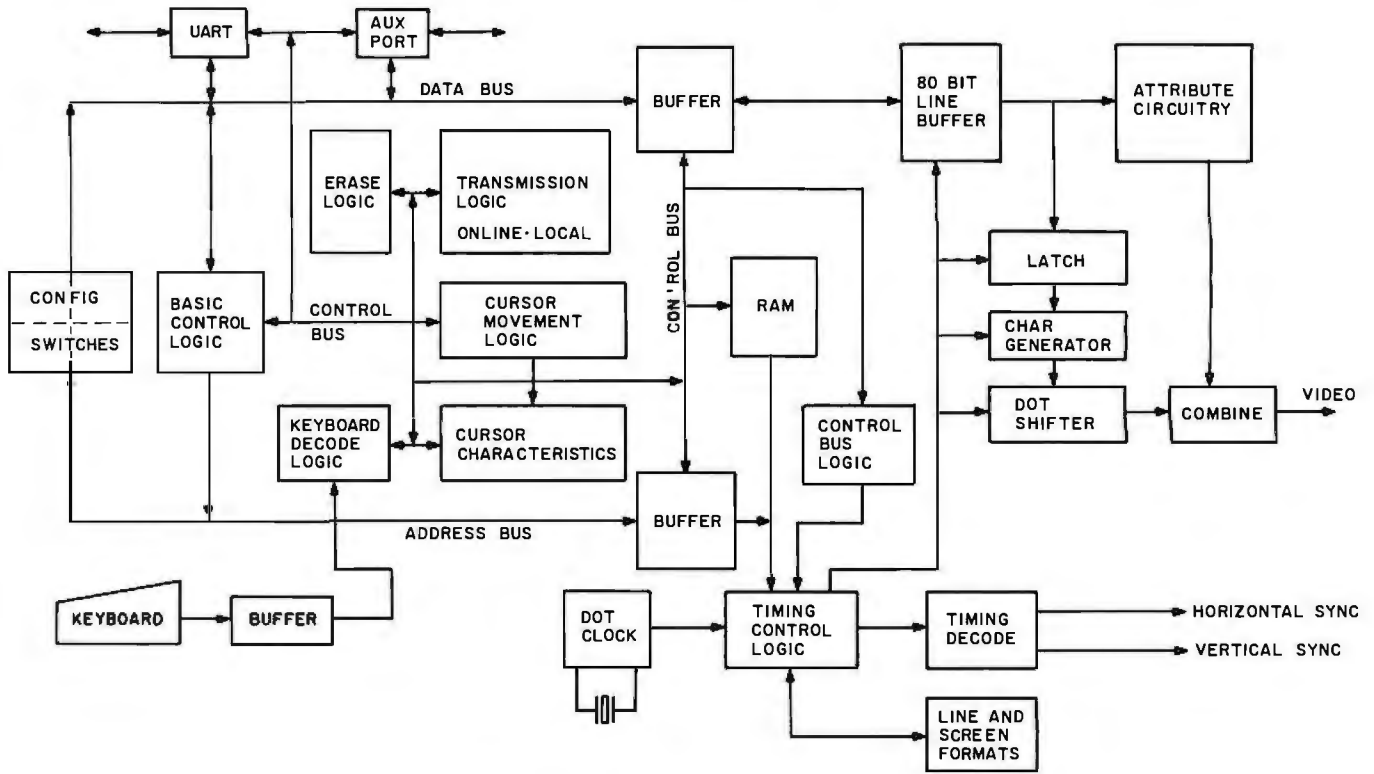 UART
AUX
PORT
DATA BUS
BUFFER
80 BIT
LINE
BUFFER
ATTRIBUTE
CIRCUITRY
ERASE
LOGIC
TRANSMISSION
LOGIC
ONLINE·LOCAL
CON'ROL BUS
LATCH
CONFIG
SWITCHES
BASIC
CONTROL
LOGIC
CONTROL
BUS
CURSOR
MOVEMENT
LOGIC
RAM
CHAR
GENERATOR
KEYBOARD
DECODE
LOGIC
CURSOR
CHARACTERISTICS
CONTROL
BUS
LOGIC
DOT
SHIFTER
COMBINE
VIDEO
ADDRESS BUS
BUFFER
KEYBOARD
BUFFER
DOT
CLOCK
TIMING
CONTROL
LOGIC
TIMING
DECODE
HORIZONTAL SYNC
VERTICAL SYNC
LINE AND
SCREEN
FORMATS